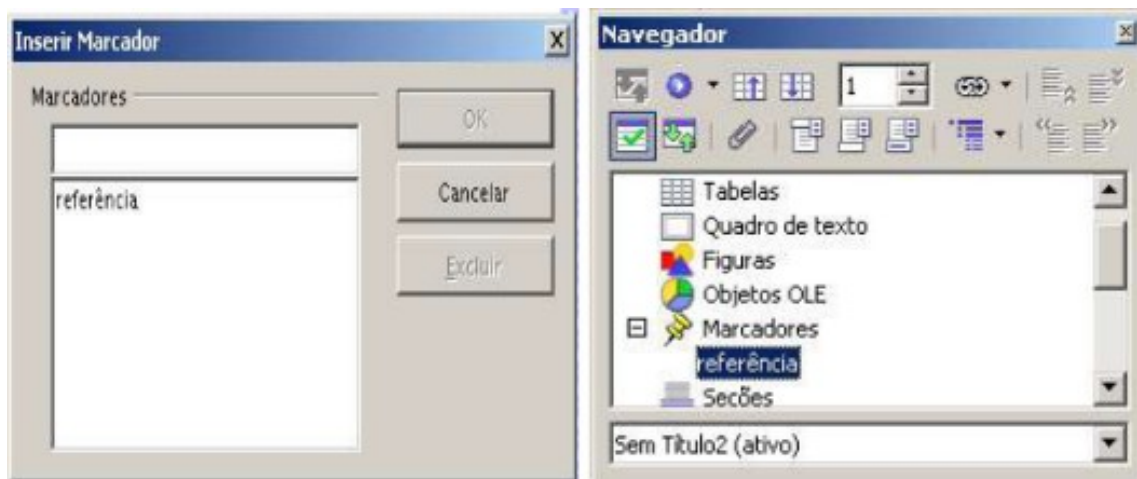 Inserir Marcador
Marcadores
OK
referência
Cancelar
Excluir
Navegador
1
Tabelas
Quadro de texto
Figuras
Objetos OLE
Marcadores
referência
Secões
Sem Título2 (ativo)